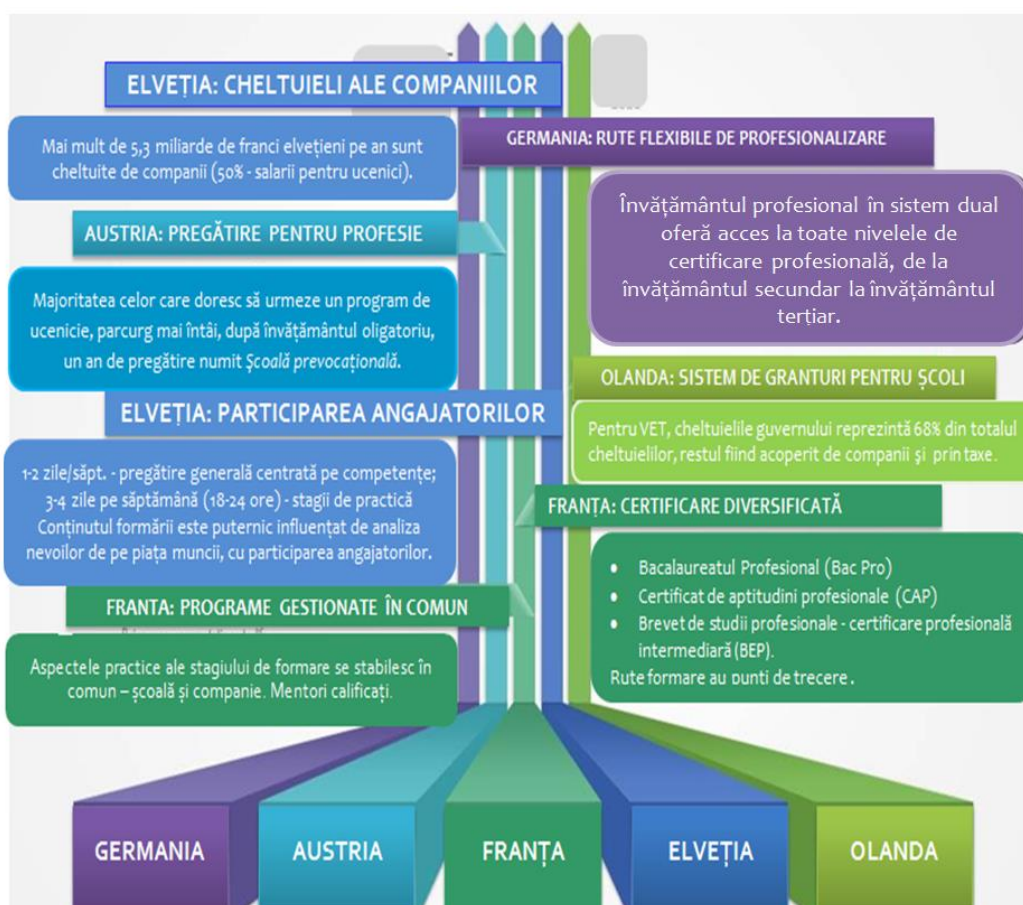 ELVEȚIA: CHELTUIELI ALE COMPANIILOR
Mai mult de 5,3 miliarde de franci elvețieni pe an sunt
cheltuite de companii (50% - salarii pentru ucenici).
GERMANIA: RUTE FLEXIBILE DE PROFESIONALIZARE
Învățământul profesional în sistem dual
oferă acces la toate nivelele de
certificare profesională, de la
învățământul secundar la învățământul
terțiar.
AUSTRIA: PREGĂTIRE PENTRU PROFESIE
Majoritatea celor care doresc să urmeze un program de
ucenicie, parcurg mai întâi, după învățământul oligatoriu,
un an de pregătire numit Școală prevocațională.
OLANDA: SISTEM DE GRANTURI PENTRU ȘCOLI
Pentru VET, cheltuielile guvernului reprezintă 68% din totalul
cheltuielilor, restul fiind acoperit de companii și prin taxe.
ELVEȚIA: PARTICIPAREA ANGAJATORILOR
1-2 zile/săpt. - pregătire generală centrată pe competențe;
3-4 zile pe săptămână (18-24 ore) - stagii de practică
Conținutul formării este puternic influențat de analiza
nevoilor de pe piața muncii, cu participarea angajatorilor.
FRANȚA: CERTIFICARE DIVERSIFICATĂ
• Bacalaureatul Profesional (Bac Pro)
• Certificat de aptitudini profesionale (CAP)
• Brevet de studii profesionale - certificare profesională
intermediară (BEP).
Rute formare au punti de trecere.
FRANTA: PROGRAME GESTIONATE ÎN COMUN
Aspectele practice ale stagiului de formare se stabilesc în
comun – școală și companie. Mentori calificați.
GERMANIA
AUSTRIA
FRANȚA
ELVEȚIA
OLANDA